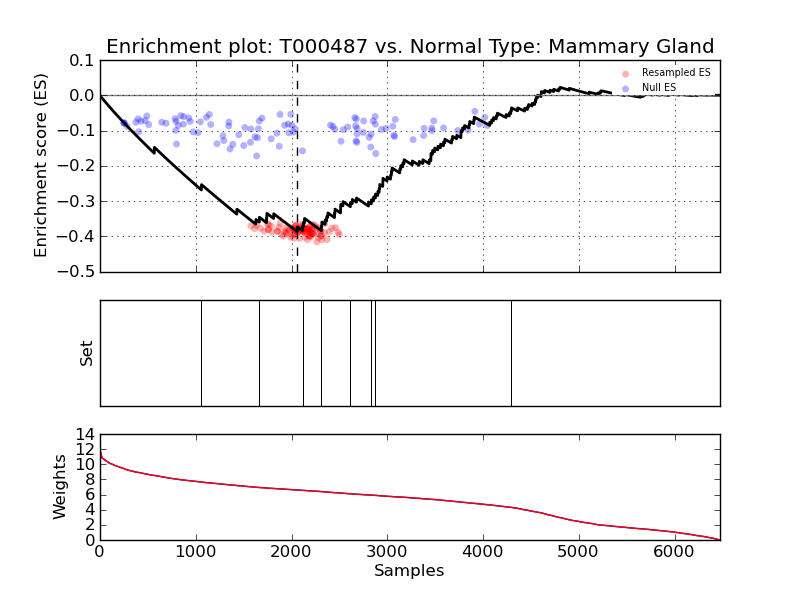 Enrichment plot: T000487 vs. Normal Type: Mammary Gland
Enrichment score (ES)
0.1
0.0
−0.1
−0.2
−0.3
−0.4
−0.5
Resampled ES
Null ES
Set
Weights
14
12
10
8
6
4
2
0
0 1000 2000 3000 4000 5000 6000
Samples